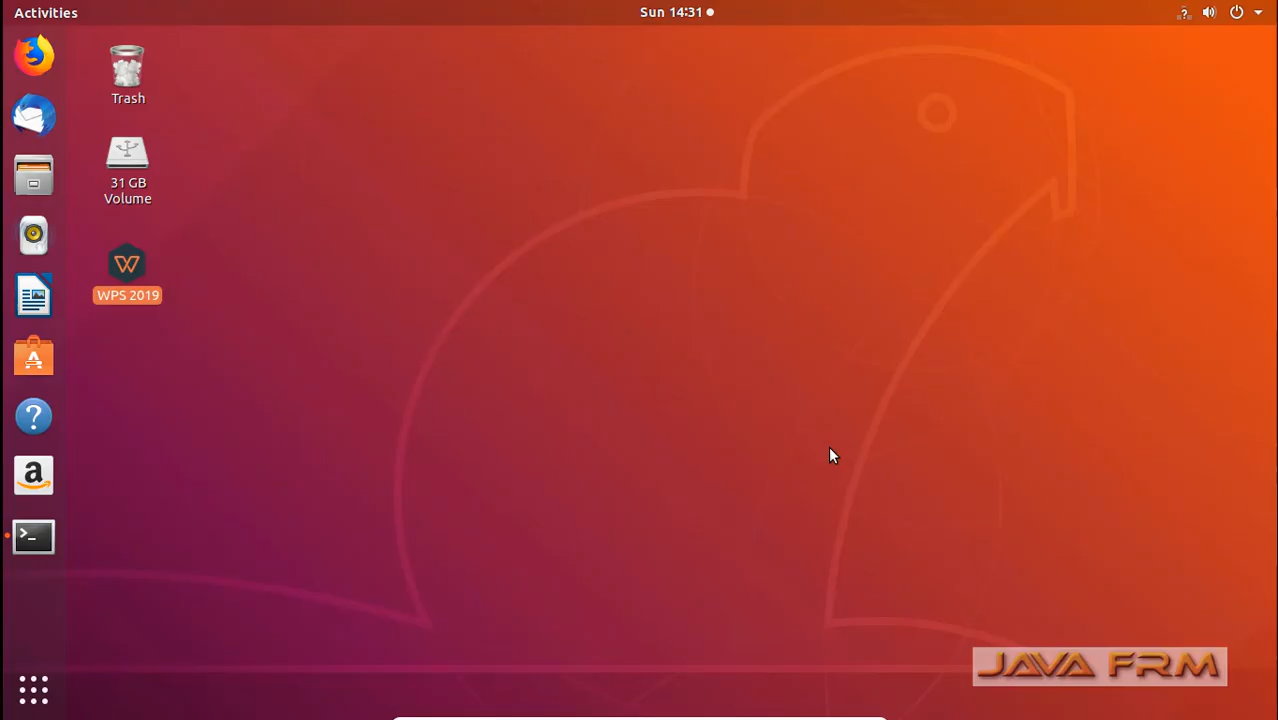 Activities
Sun 14:31
Trash
31 GB
Volume
WPS 2019
JAVA FRM